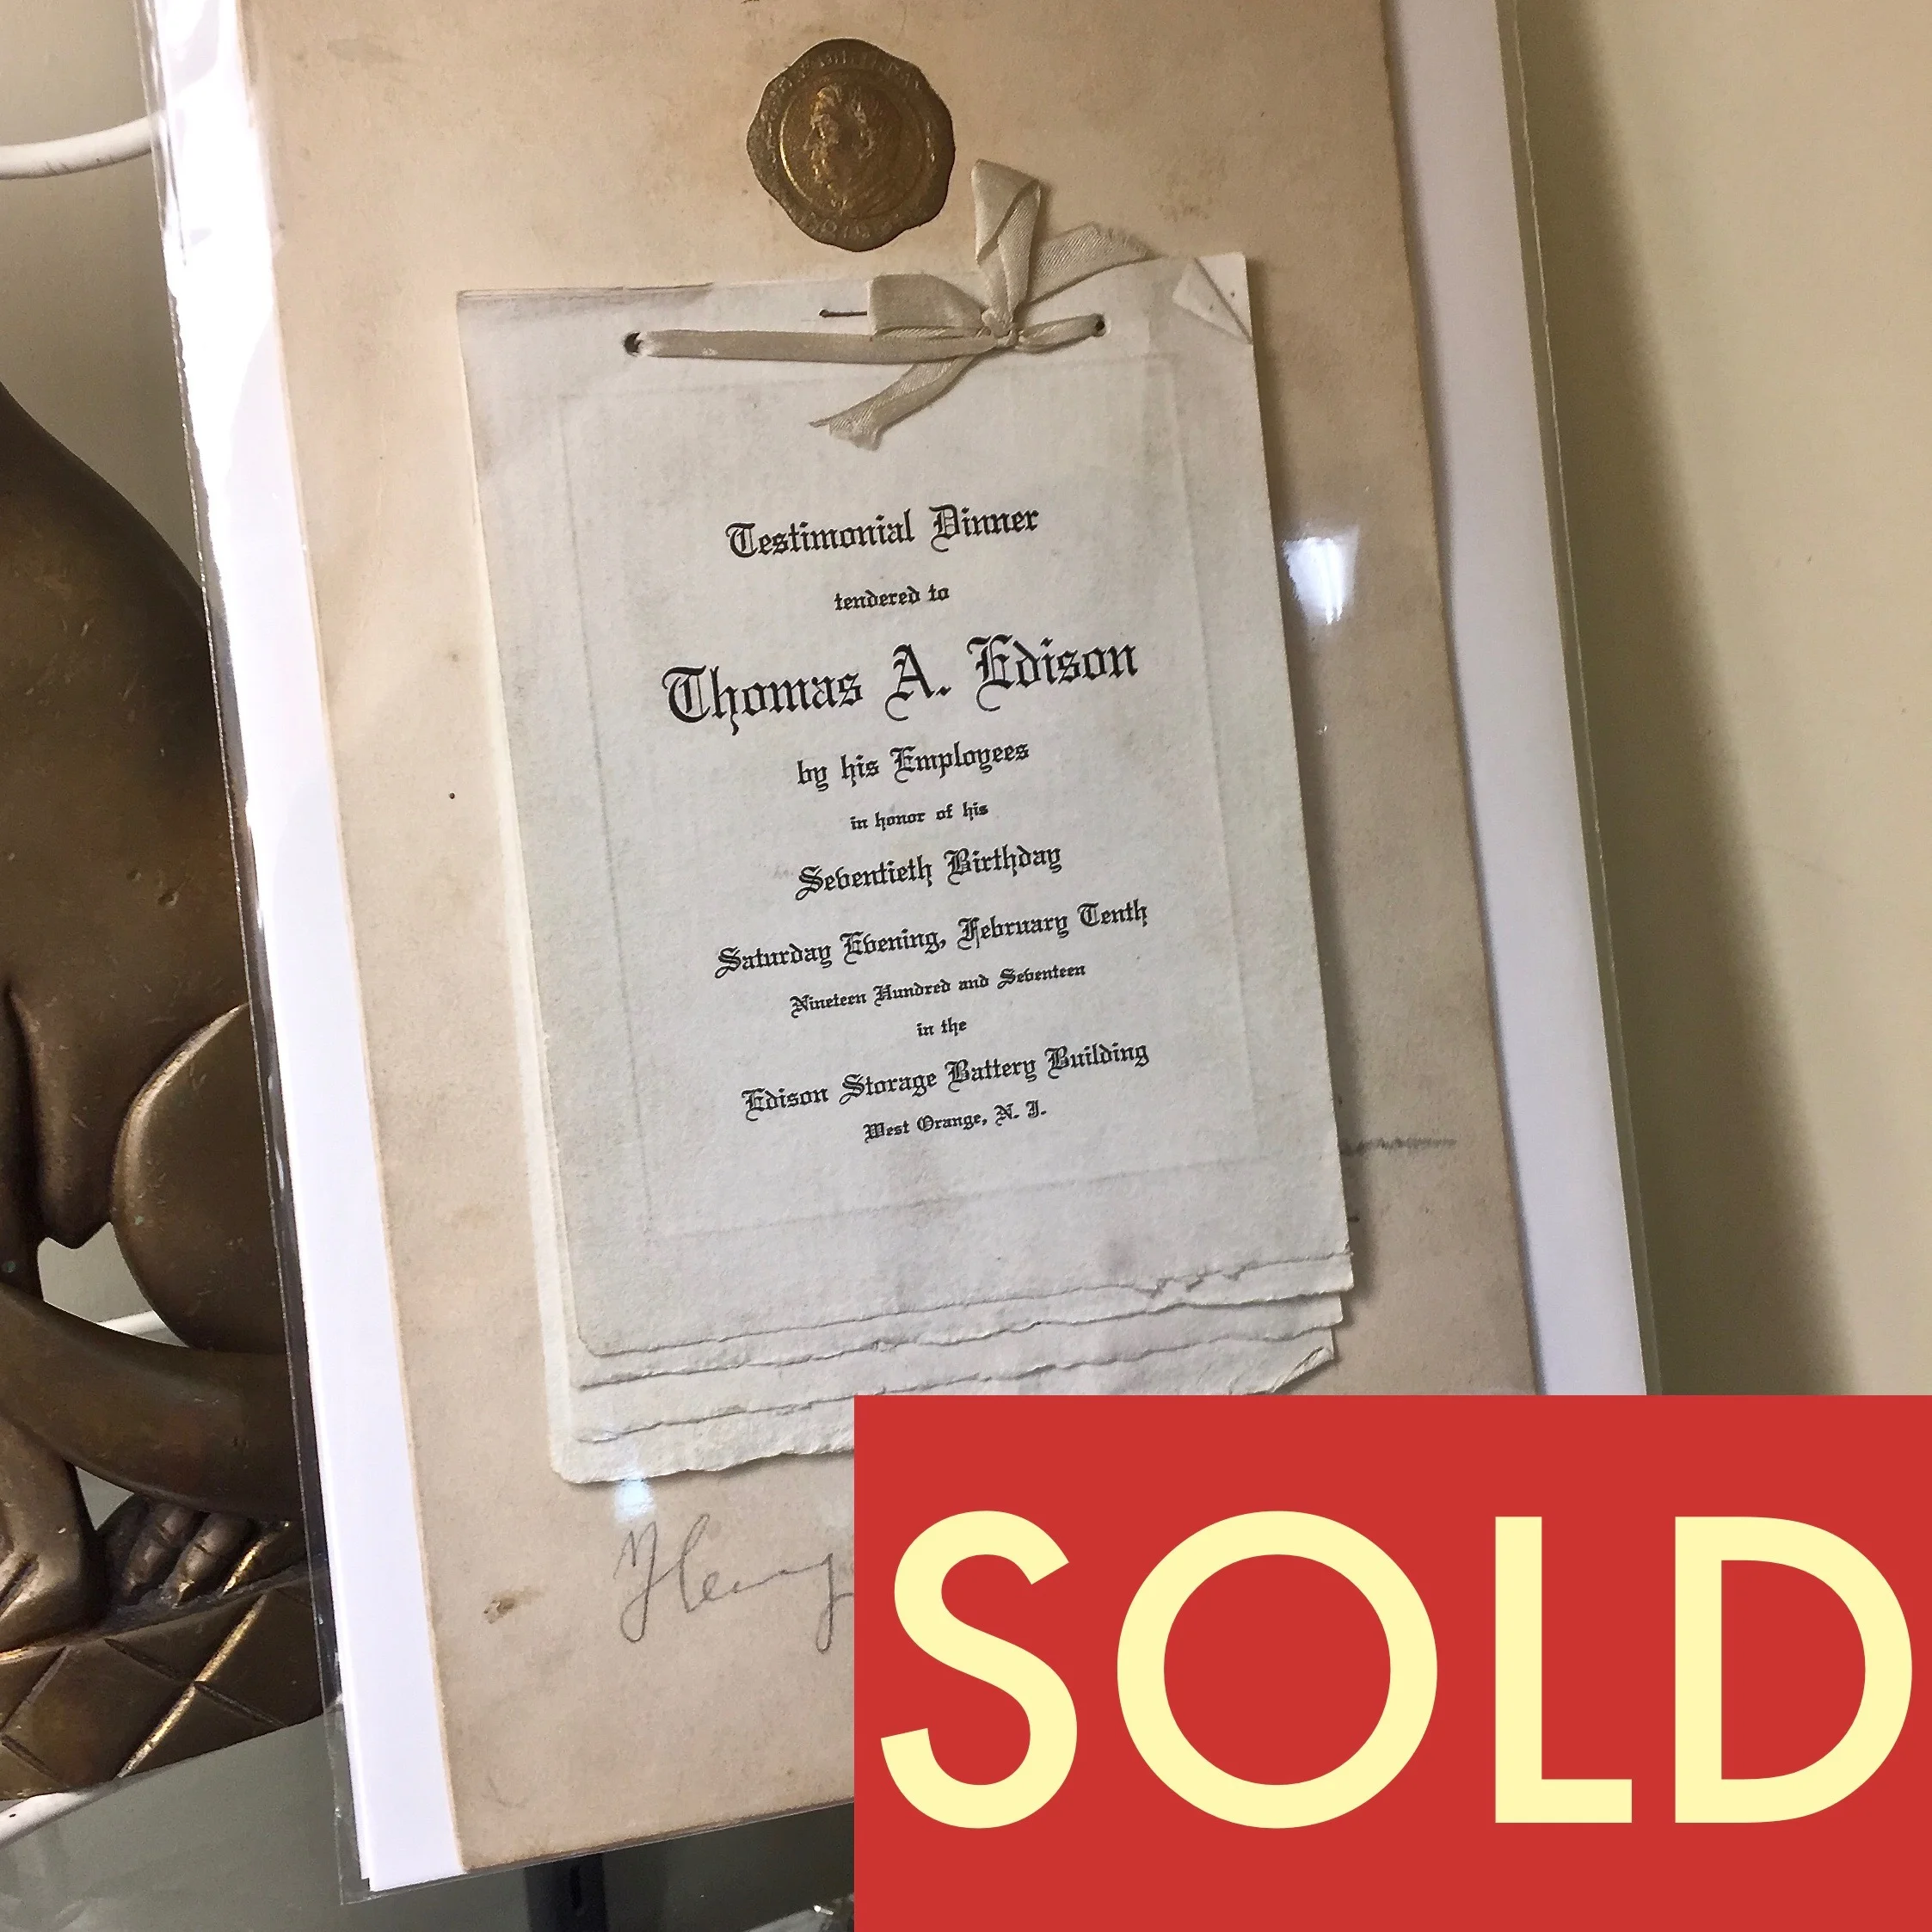 Testimonial Dinner
tendered to
Thomas A. Edison
by his Employees
in honor of his
Seventieth Birthday
Saturday Evening, February Tenth
Nineteen Hundred and Seventeen
in the
Edison Storage Battery Building
West Orange, N. J.
Henry
SOLD